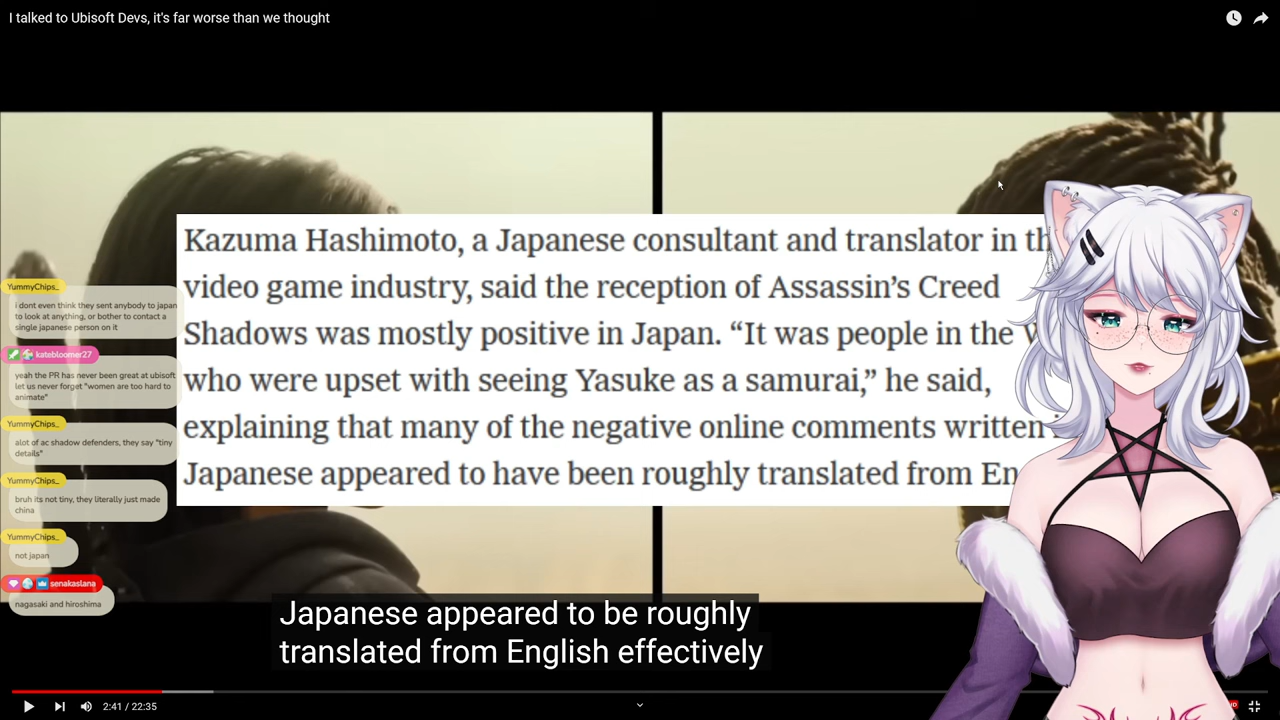 I talked to Ubisoft Devs, it's far worse than we thought
Kazuma Hashimoto, a Japanese consultant and translator in
video game industry, said the reception of Assassin's Creed
Shadows was mostly positive in Japan. “It was people in the
who were upset with seeing Yasuke as a samurai,” he said,
explaining that many of the negative online comments written
Japanese appeared to have been roughly translated from
YummyChips_
i dont even think they sent anybody to japan
to look at anything, or bother to contact a
single japanese person on it
katebloomer27
yeah the PR has never been great at ubisoft
let us never forget "women are too hard to
animate"
YummyChips_
alot of ac shadow defenders, they say "tiny
details"
YummyChips_
bruh its not tiny, they literally just made
china
YummyChips_
not japan
senakaslana
nagasaki and hiroshima
Japanese appeared to be roughly
translated from English effectively
2:41 / 22:35